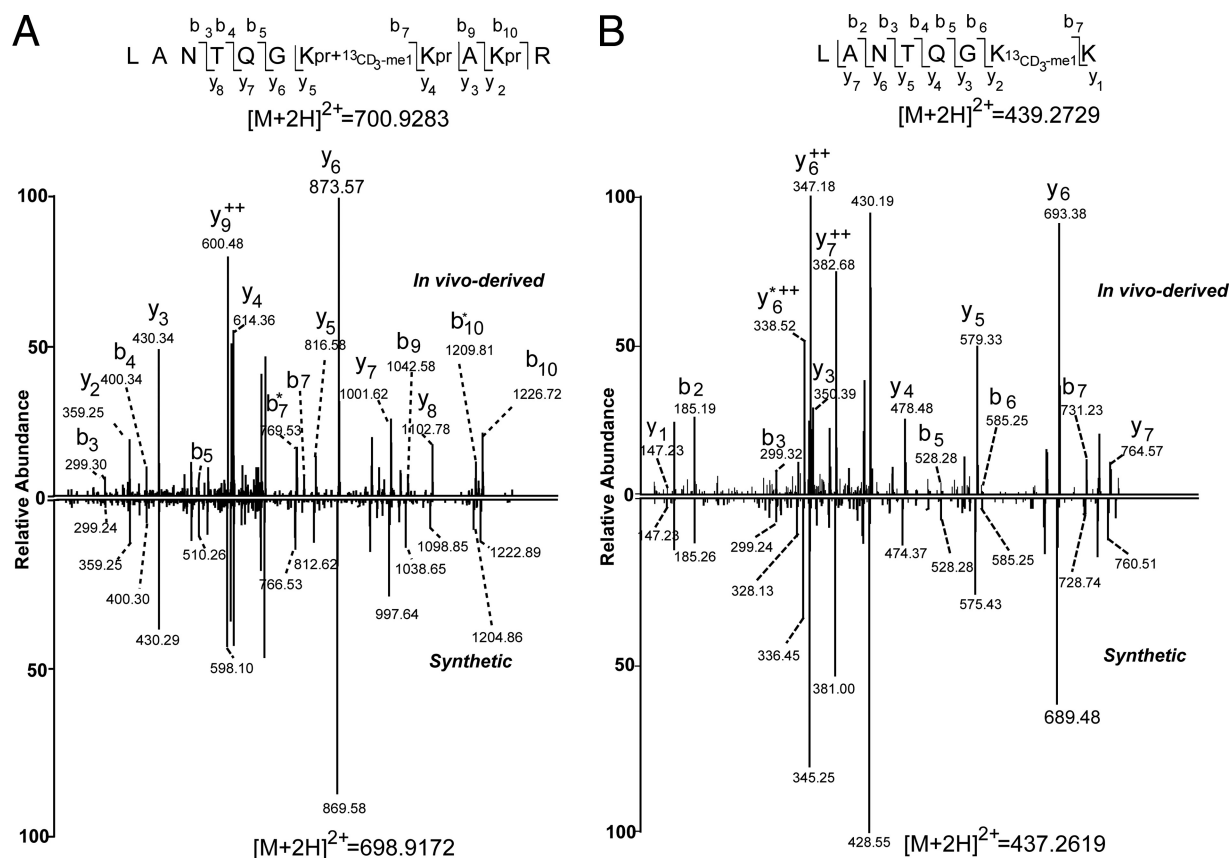 A
b3 b4 b5 b7 b9 b10
L A N T Q G Kpr+13CD3-me1 Kpr A Kpr R
y8 y7 y6 y5 y4 y3 y2
[M+2H]2+=700.9283
y6
873.57
100
y9++
600.48
In vivo-derived
y4
614.36
y3
430.34
y5
816.58
b*10
1209.81
b9
1042.58
b10
1226.72
50
b4
400.34
y7
1001.62
b7
y2
359.25
b*7
769.53
y8
1102.78
b3
299.30
b5
Relative Abundance
0
299.24
510.26
1098.85
1222.89
359.25
766.53
812.62
1038.65
400.30
997.64
430.29
1204.86
598.10
Synthetic
50
869.58
100
[M+2H]2+=698.9172
B
b2 b3 b4 b5 b6 b7
L A N T Q G K13CD3-me1 K
y7 y6 y5 y4 y3 y2 y1
[M+2H]2+=439.2729
y6++
347.18
y6
693.38
100
430.19
y7++
382.68
In vivo-derived
y6*++
338.52
y5
579.33
50
y3
350.39
b2
185.19
y4
478.48
b6
585.25
b7
731.23
y1
147.23
b3
299.32
b5
528.28
y7
764.57
Relative Abundance
0
147.23
185.26
299.24
474.37
528.28
585.25
760.51
328.13
575.43
728.74
336.45
Synthetic
50
381.00
689.48
345.25
100
428.55
[M+2H]2+=437.2619